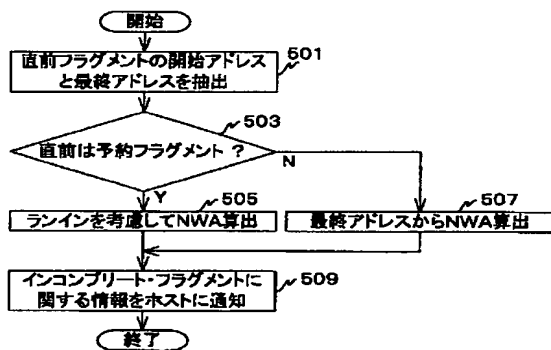 開始
直前フラグメントの開始アドレス
と最終アドレスを抽出
501
503
直前は予約フラグメント ?
N
Y
505
ランインを考慮してNWA算出
507
最終アドレスからNWA算出
インコンプリート・フラグメントに
関する情報をホストに通知
509
終了